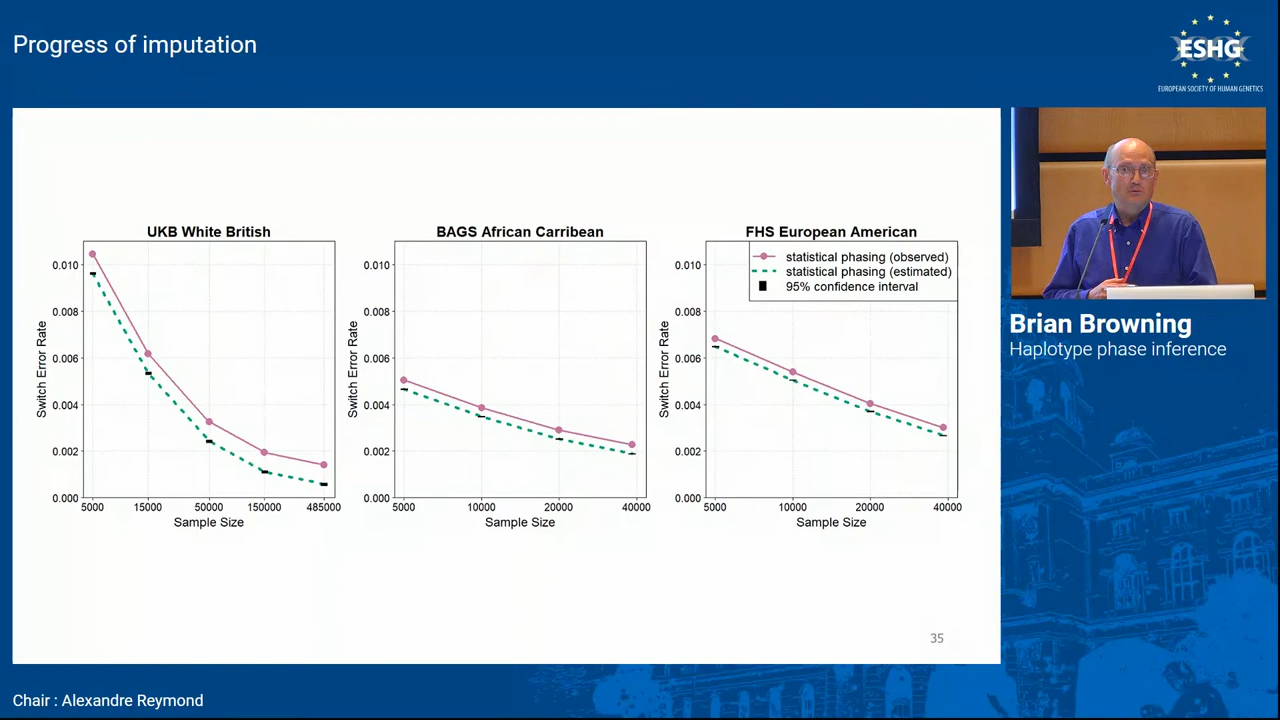 Progress of imputation
ESHG
EUROPEAN SOCIETY OF HUMAN GENETICS
UKB White British
BAGS African Carribean
FHS European American
Switch Error Rate
0.010
0.008
0.006
0.004
0.002
0.000
5000 15000 50000 150000 485000
Sample Size
Switch Error Rate
0.010
0.008
0.006
0.004
0.002
0.000
5000 10000 20000 40000
Sample Size
Switch Error Rate
0.010
0.008
0.006
0.004
0.002
0.000
5000 10000 20000 40000
Sample Size
statistical phasing (observed)
statistical phasing (estimated)
95% confidence interval
35
Brian Browning
Haplotype phase inference
Chair : Alexandre Reymond